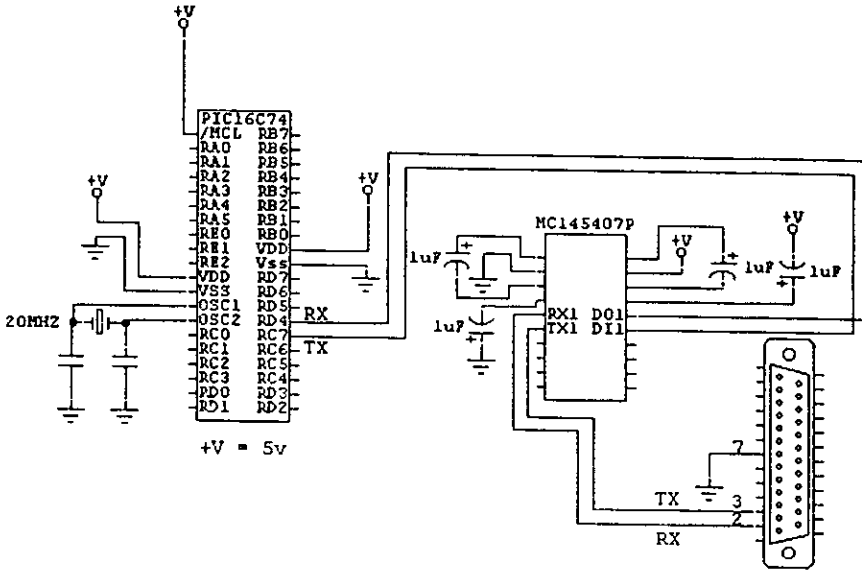 +V
PIC16C74
/MCL RB7
RA0 RB6
RA1 RB5
RA2 RB4
RA3 RB3
RA4 RB2
RA5 RB1
RE0 RB0
RE1 VDD
RE2 Vss
VDD RD7
VSS RD6
OSC1 RD5
OSC2 RD4
RC0 RC7
RC1 RC6
RC2 RC5
RC3 RC4
RD0 RD3
RD1 RD2
+V
+V
20MHZ
RX
TX
+V = 5v
MC145407P
+V
+V
1uF
1uF
1uF
1uF
RX1 DO1
TX1 DI1
7
TX 3
2
RX